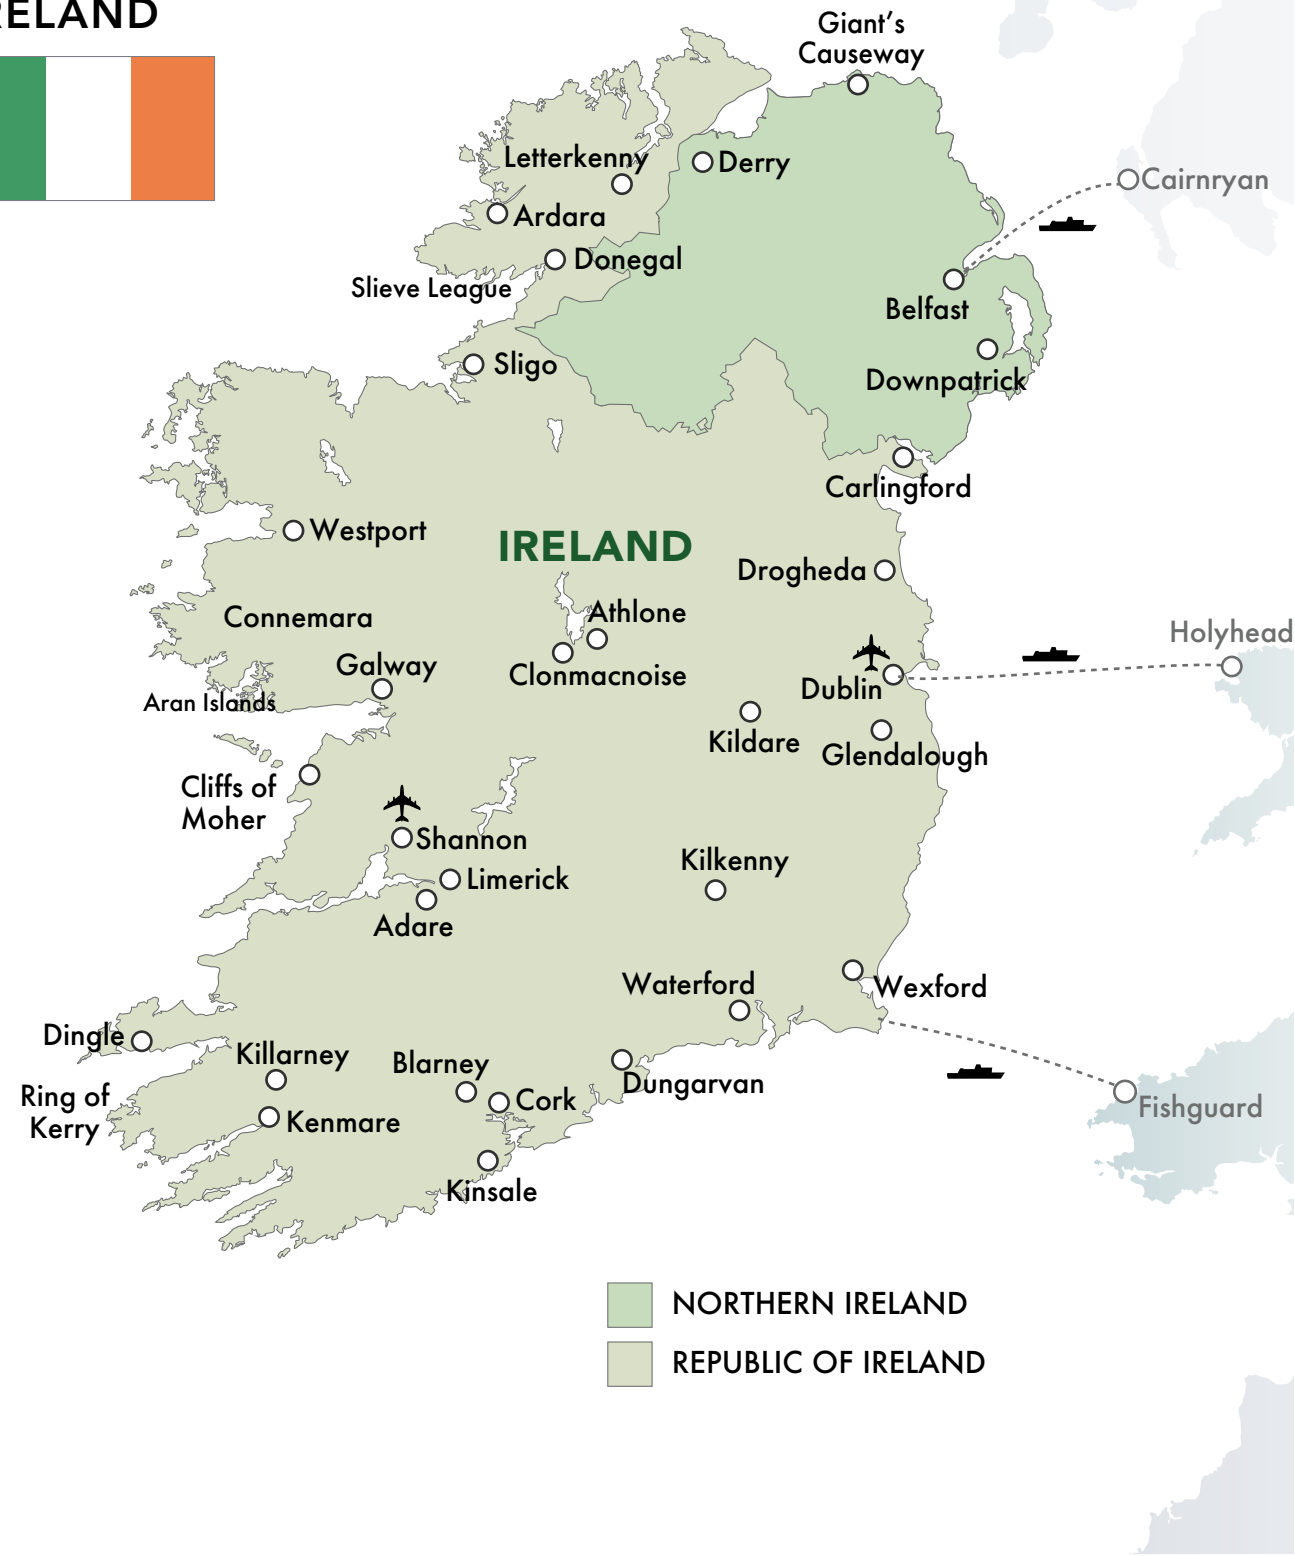 RELAND
Giant's
Causeway
Letterkenny
Derry
Cairnryan
Ardara
Donegal
Slieve League
Belfast
Sligo
Downpatrick
Carlingford
Westport
IRELAND
Drogheda
Connemara
Athlone
Holyhead
Galway
Clonmacnoise
Aran Islands
Dublin
Kildare
Glendalough
Cliffs of
Moher
Shannon
Kilkenny
Limerick
Adare
Waterford
Wexford
Dingle
Killarney
Blarney
Dungarvan
Ring of
Kerry
Cork
Fishguard
Kenmare
Kinsale
NORTHERN IRELAND
REPUBLIC OF IRELAND